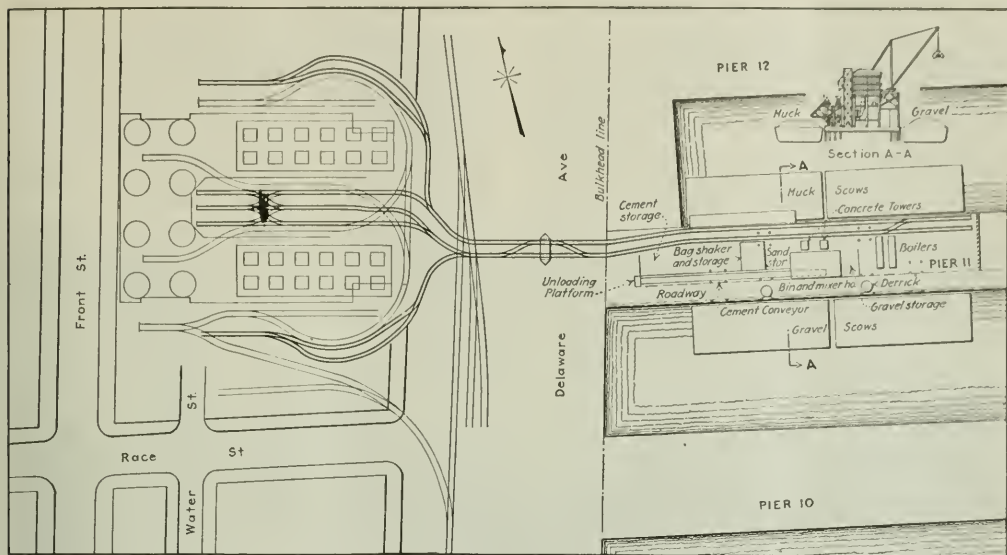 PIER 12
Muck
Gravel
Section A-A
A
Ave
Bulkhead line
Muck
Scows
Cement
storage
Concrete Towers
Bag shaker
and storage
Sand
stor
Boilers
PIER 11
Unloading
Platform
Roadway
Bin and mixer ho
Derrick
Cement Conveyur
Gravel storage
Gravel
Scows
A
Front St.
Delaware
St.
Race St
Water
PIER 10